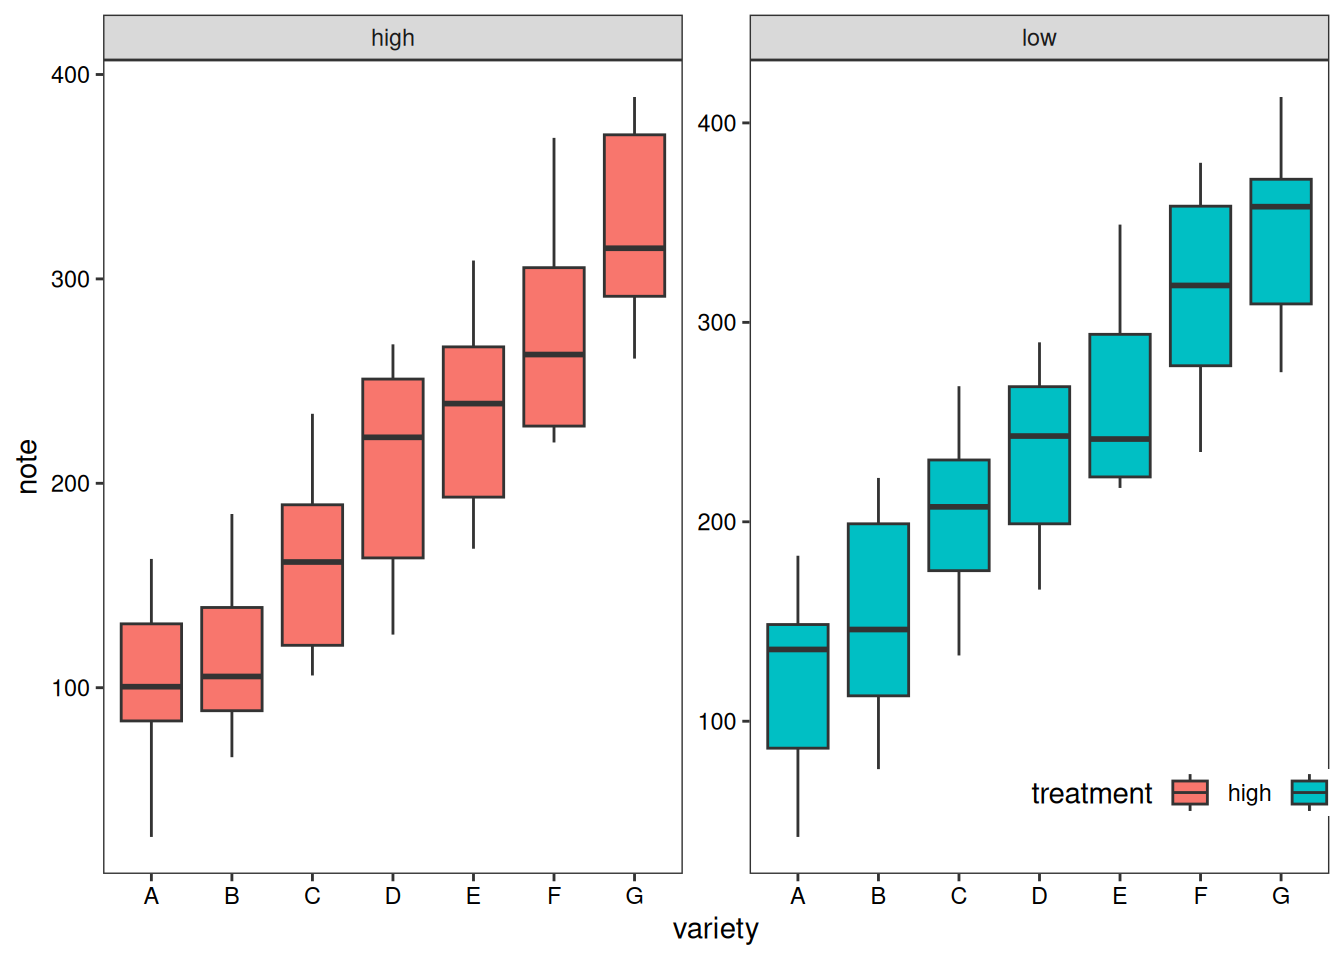 high
low
400
300
200
100
400
300
200
100
note
treatment high
A B C D E F G
A B C D E F G
variety